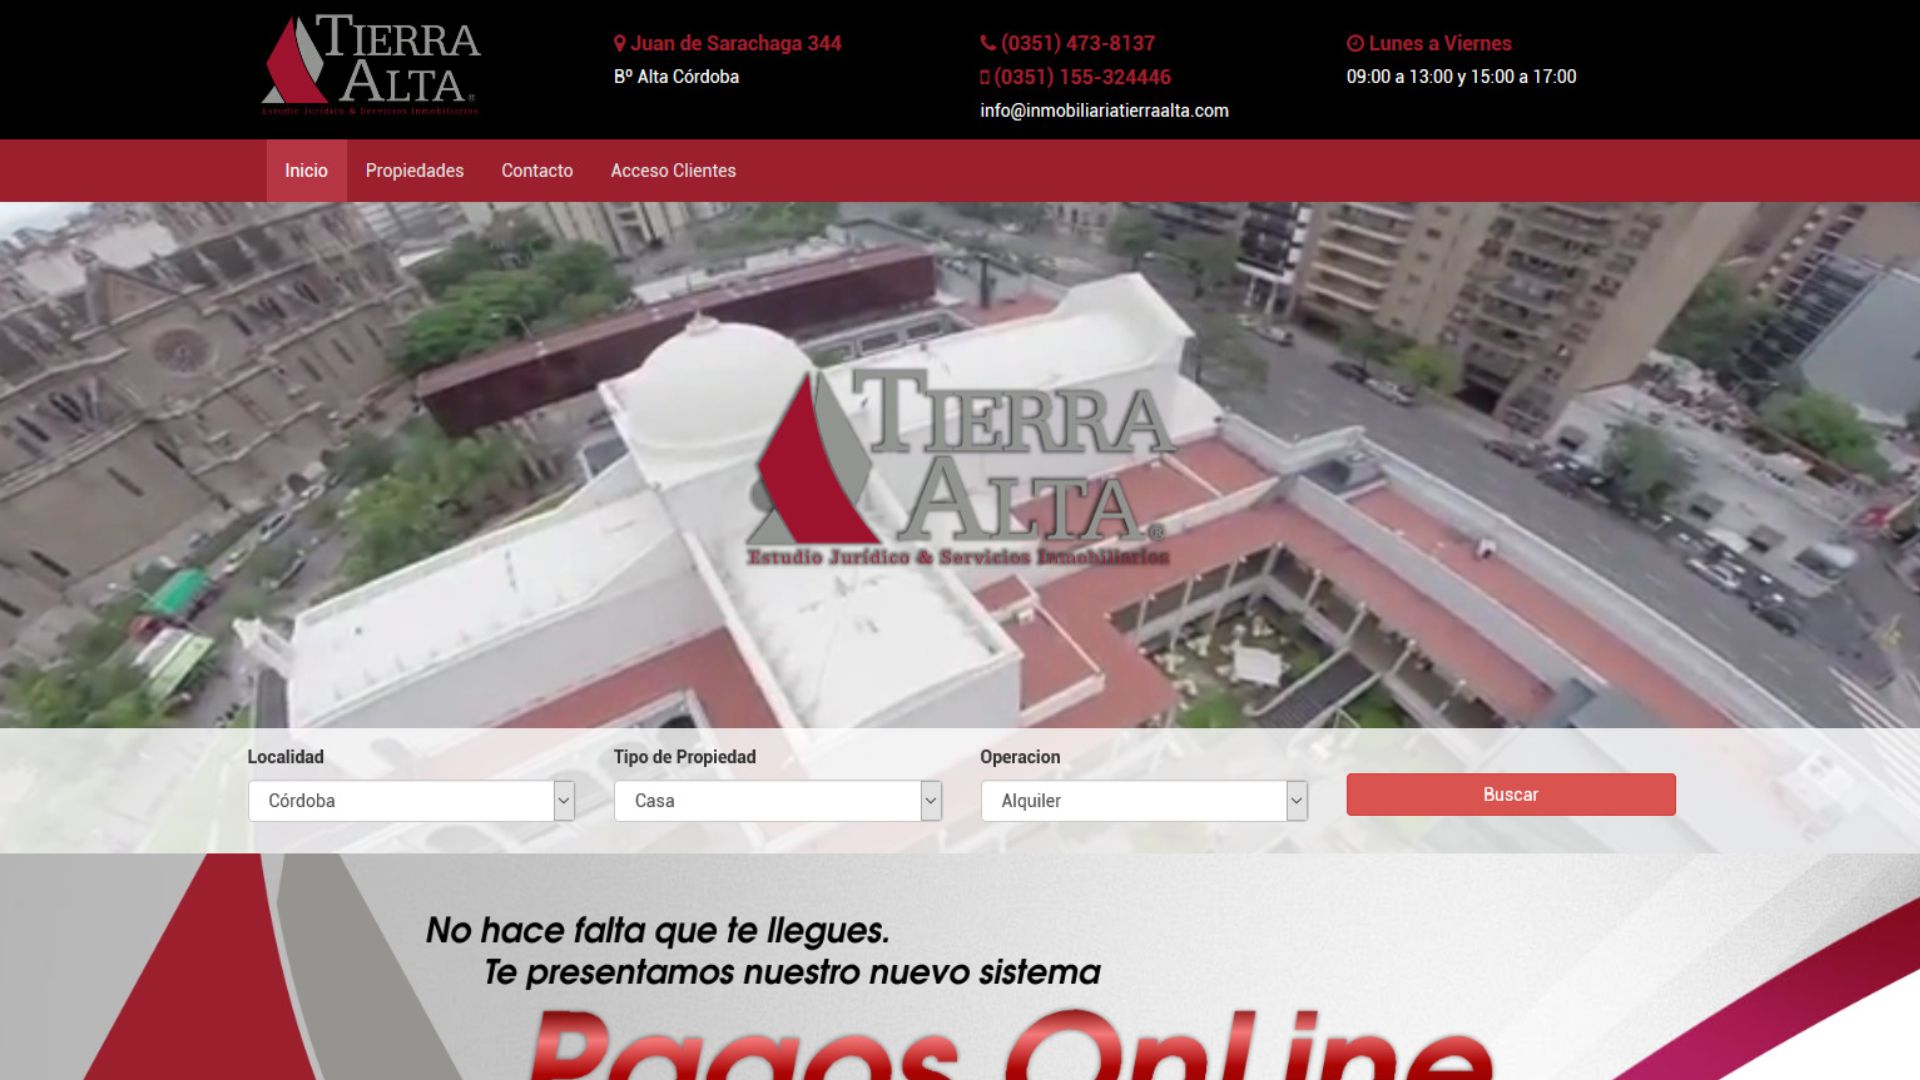 TIERRA
ALTA®
Estudio Jurídico & Servicios Inmobiliarios
Juan de Sarachaga 344
Bº Alta Córdoba
(0351) 473-8137
(0351) 155-324446
info@inmobiliariatierraalta.com
Lunes a Viernes
09:00 a 13:00 y 15:00 a 17:00
Inicio
Propiedades
Contacto
Acceso Clientes
TIERRA
ALTA®
Estudio Jurídico & Servicios Inmobiliarios
Localidad
Córdoba
Tipo de Propiedad
Casa
Operacion
Alquiler
Buscar
No hace falta que te llegues.
Te presentamos nuestro nuevo sistema
Pagos OnLine